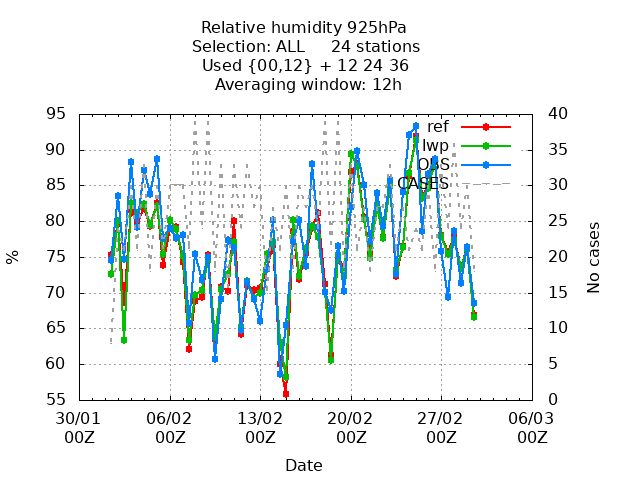 Relative humidity 925hPa
Selection: ALL 24 stations
Used {00,12} + 12 24 36
Averaging window: 12h
95
90
85
80
75
70
65
60
55
40
35
30
25
20
15
10
5
0
ref
lwp
OBS
CASES
%
No cases
30/01 06/02 13/02 20/02 27/02 06/03
00Z 00Z 00Z 00Z 00Z 00Z
Date